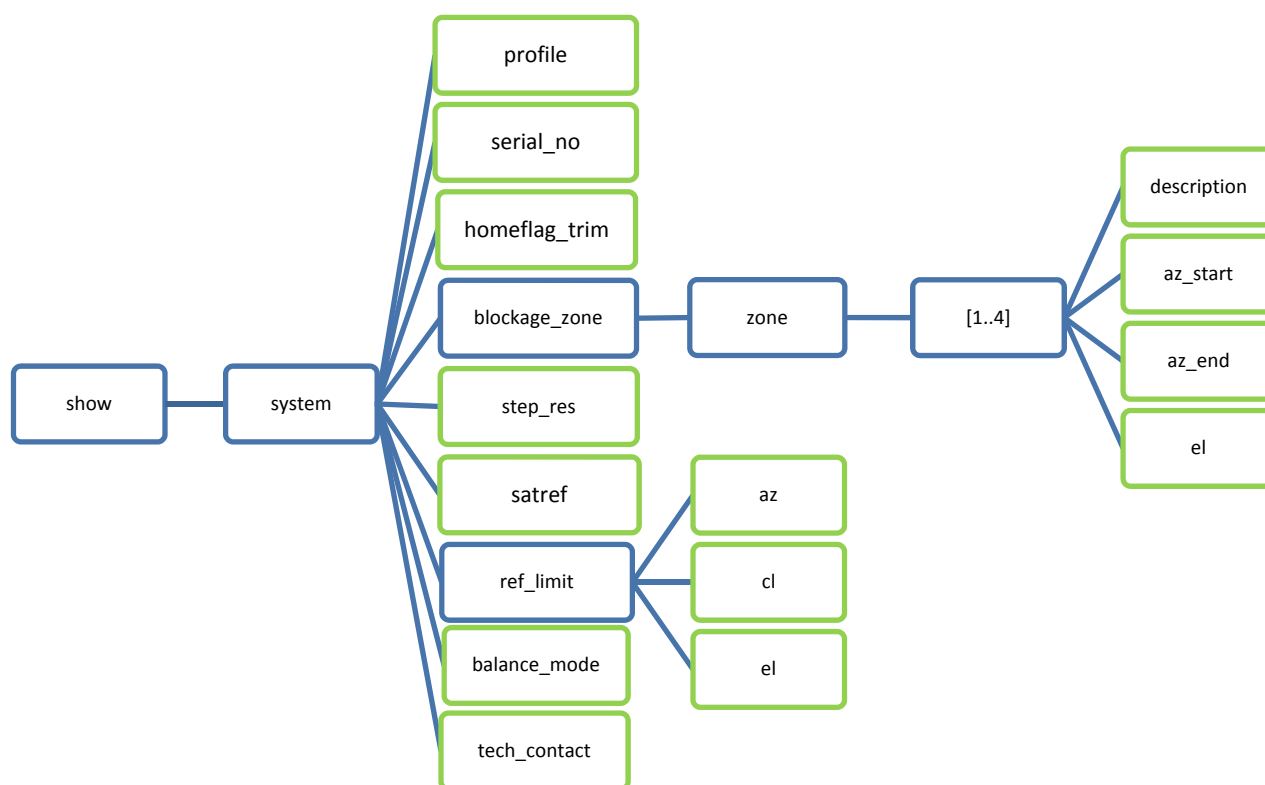 show
system
profile
serial_no
homeflag_trim
blockage_zone
zone
[1..4]
description
az_start
az_end
el
step_res
satref
ref_limit
az
cl
el
balance_mode
tech_contact